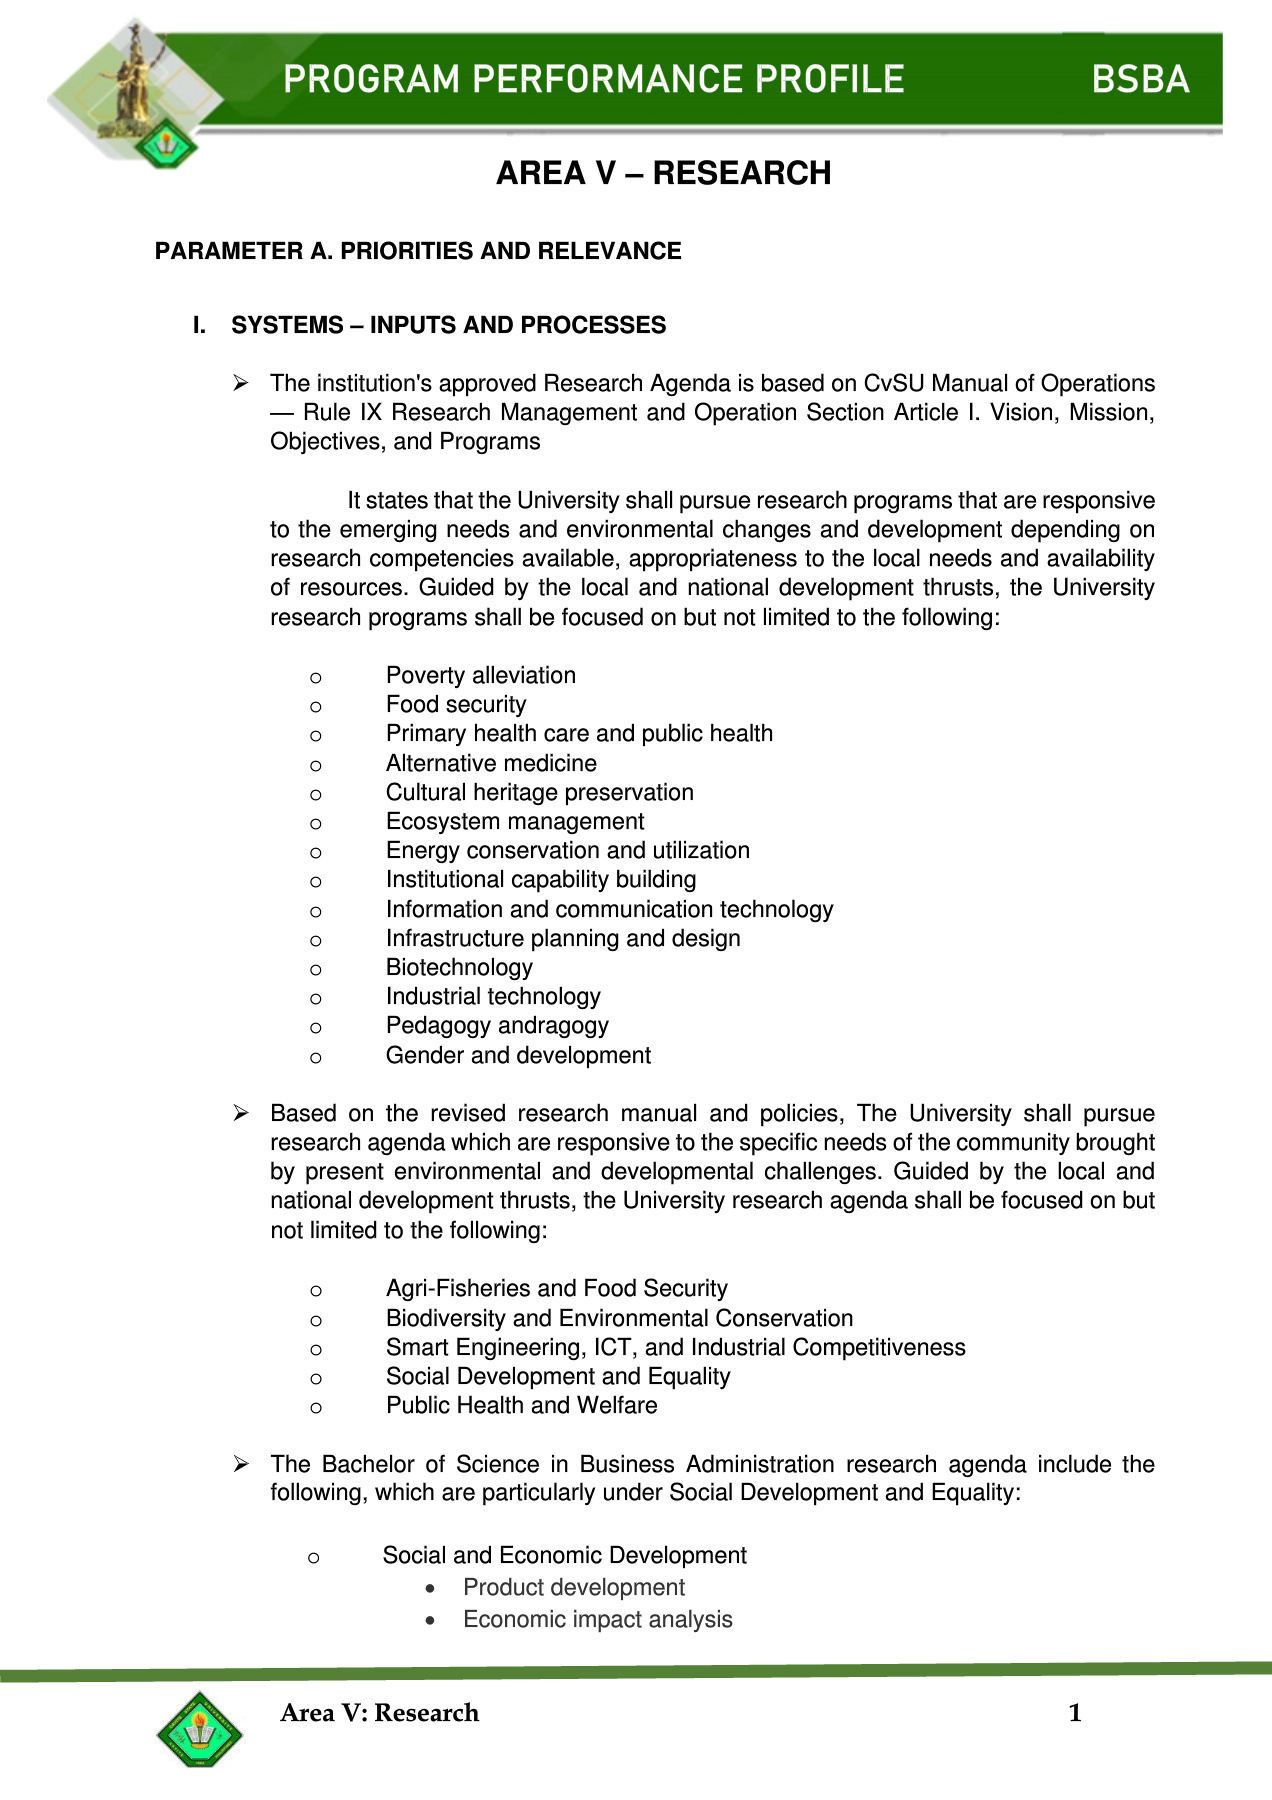 PROGRAM PERFORMANCE PROFILE BSBA
AREA V – RESEARCH
PARAMETER A. PRIORITIES AND RELEVANCE
I. SYSTEMS – INPUTS AND PROCESSES
➢ The institution's approved Research Agenda is based on CvSU Manual of Operations
— Rule IX Research Management and Operation Section Article I. Vision, Mission,
Objectives, and Programs
It states that the University shall pursue research programs that are responsive
to the emerging needs and environmental changes and development depending on
research competencies available, appropriateness to the local needs and availability
of resources. Guided by the local and national development thrusts, the University
research programs shall be focused on but not limited to the following:
o Poverty alleviation
o Food security
o Primary health care and public health
o Alternative medicine
o Cultural heritage preservation
o Ecosystem management
o Energy conservation and utilization
o Institutional capability building
o Information and communication technology
o Infrastructure planning and design
o Biotechnology
o Industrial technology
o Pedagogy andragogy
o Gender and development
➢ Based on the revised research manual and policies, The University shall pursue
research agenda which are responsive to the specific needs of the community brought
by present environmental and developmental challenges. Guided by the local and
national development thrusts, the University research agenda shall be focused on but
not limited to the following:
o Agri-Fisheries and Food Security
o Biodiversity and Environmental Conservation
o Smart Engineering, ICT, and Industrial Competitiveness
o Social Development and Equality
o Public Health and Welfare
➢ The Bachelor of Science in Business Administration research agenda include the
following, which are particularly under Social Development and Equality:
o Social and Economic Development
• Product development
• Economic impact analysis
Area V: Research 1